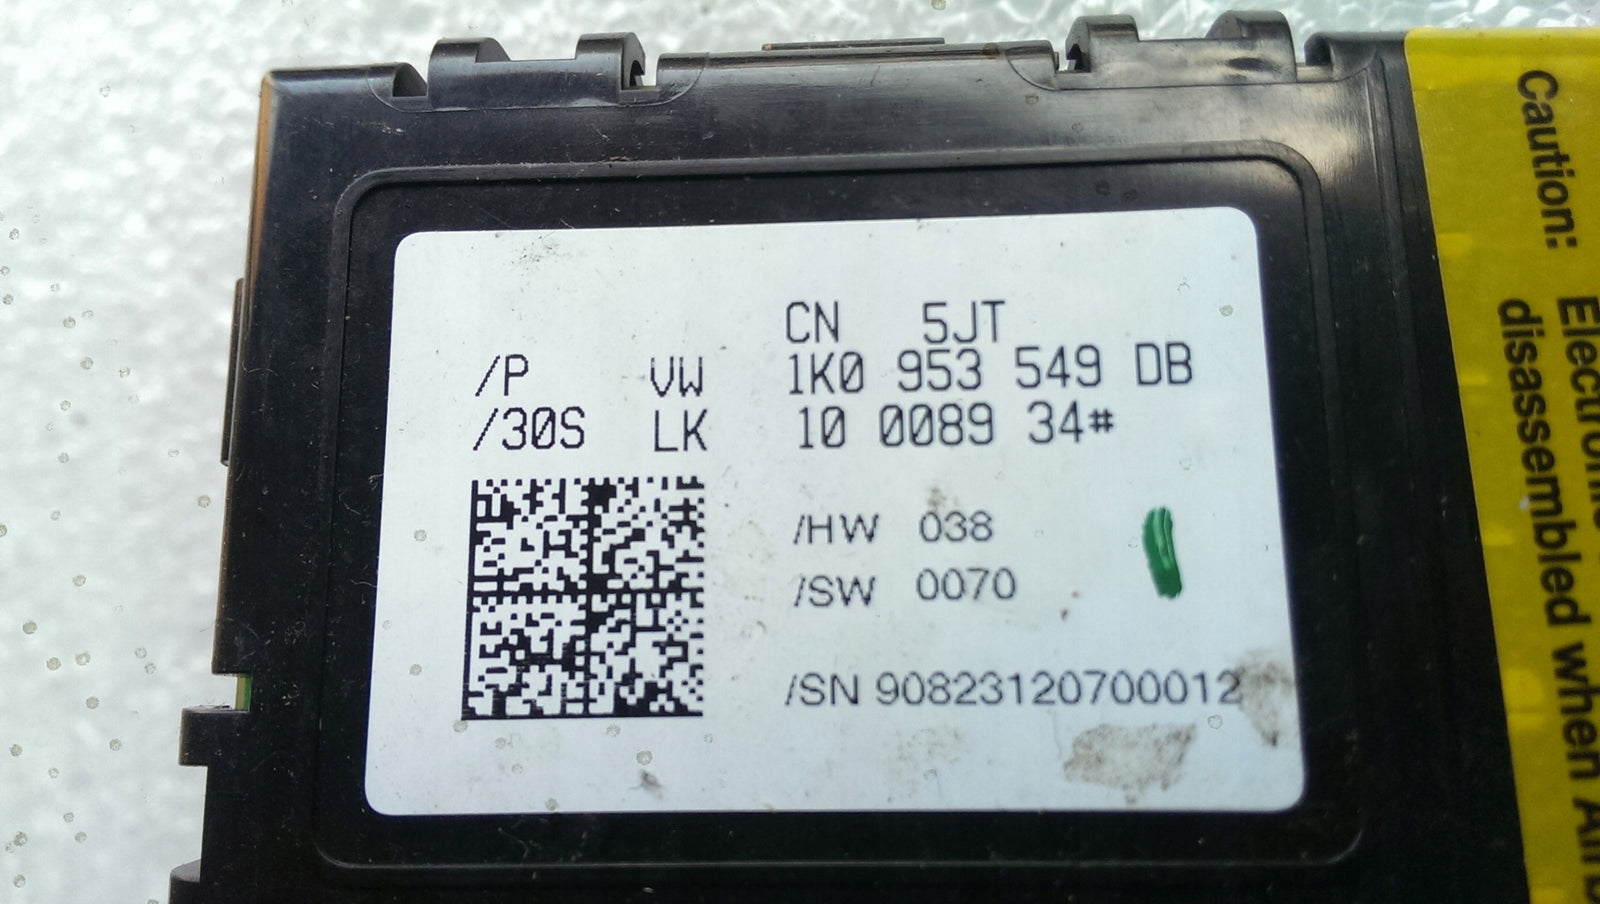 CN 5JT
/P VW 1K0 953 549 DB
/30S LK 10 0089 34#
/HW 038
/SW 0070
/SN 90823120700012
Caution:
disassembled when